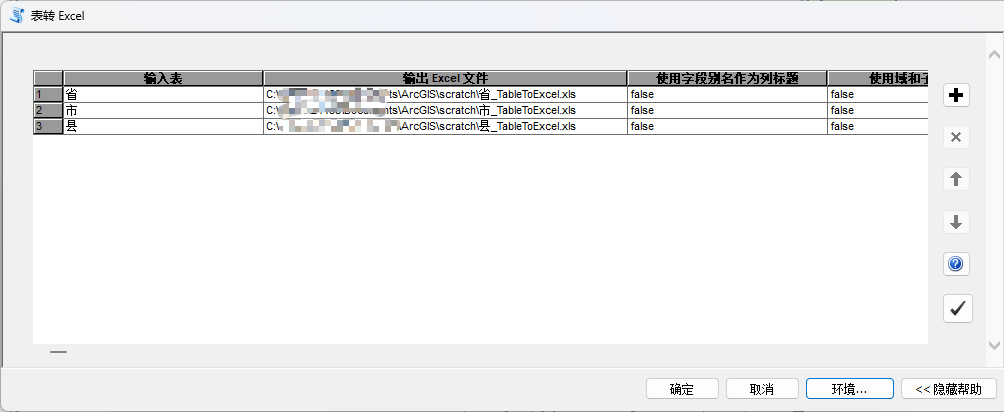 表转 Excel
输入表 输出 Excel 文件 使用字段别名作为列标题 使用域和子
1 省 C:\ ts\ArcGIS\scratch\省_TableToExcel.xls false false
2 市 nts\ArcGIS\scratch\市_TableToExcel.xls false false
3 县 C:\ \ArcGIS\scratch\县_TableToExcel.xls false false
确定 取消 环境... << 隐藏帮助